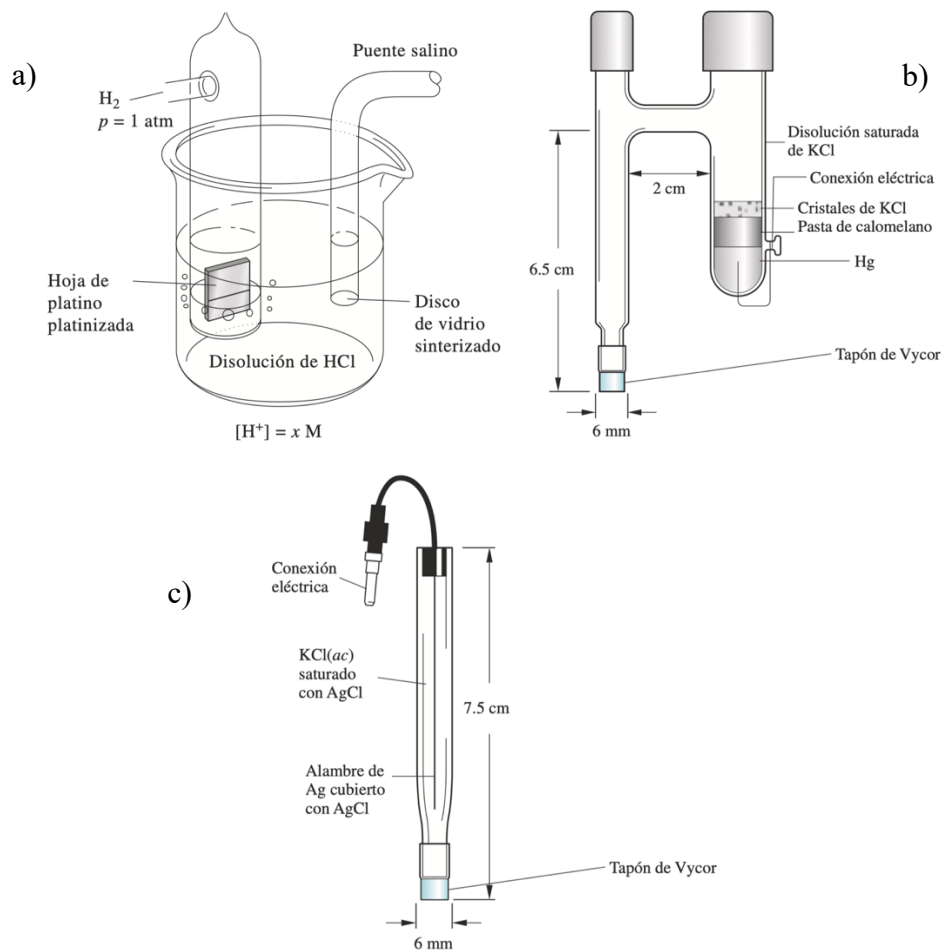 a)
H₂
p = 1 atm
Puente salino
Hoja de
platino
platinizada
Disco
de vidrio
sinterizado
Disolución de HCl
[H⁺] = x M
b)
Disolución saturada
de KCl
Conexión eléctrica
Cristales de KCl
Pasta de calomelano
Hg
2 cm
6.5 cm
Tapón de Vycor
6 mm
c)
Conexión
eléctrica
KCl(ac)
saturado
con AgCl
7.5 cm
Alambre de
Ag cubierto
con AgCl
Tapón de Vycor
6 mm